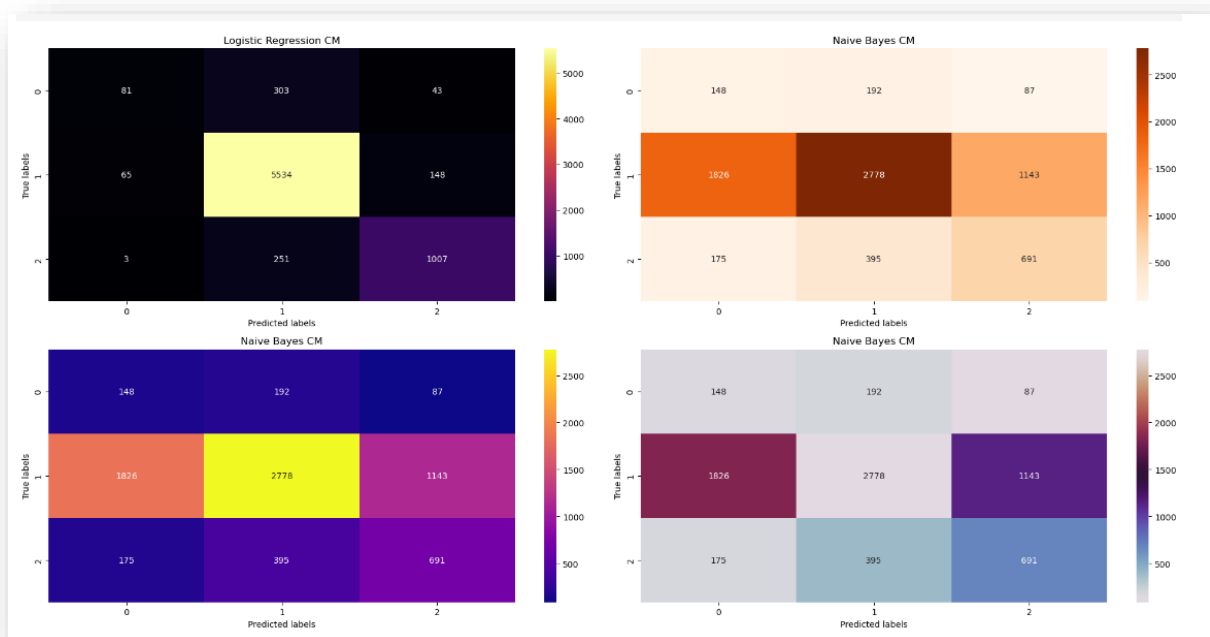 Logistic Regression CM
0 81 303 43
True labels
1 65 5534 148
2 3 251 1007
0 1 2
Predicted labels
5000
4000
3000
2000
1000
Naive Bayes CM
0 148 192 87
True labels
1 1826 2778 1143
2 175 395 691
0 1 2
Predicted labels
2500
2000
1500
1000
500
Naive Bayes CM
0 148 192 87
True labels
1 1826 2778 1143
2 175 395 691
0 1 2
Predicted labels
2500
2000
1500
1000
500
Naive Bayes CM
0 148 192 87
True labels
1 1826 2778 1143
2 175 395 691
0 1 2
Predicted labels
2500
2000
1500
1000
500